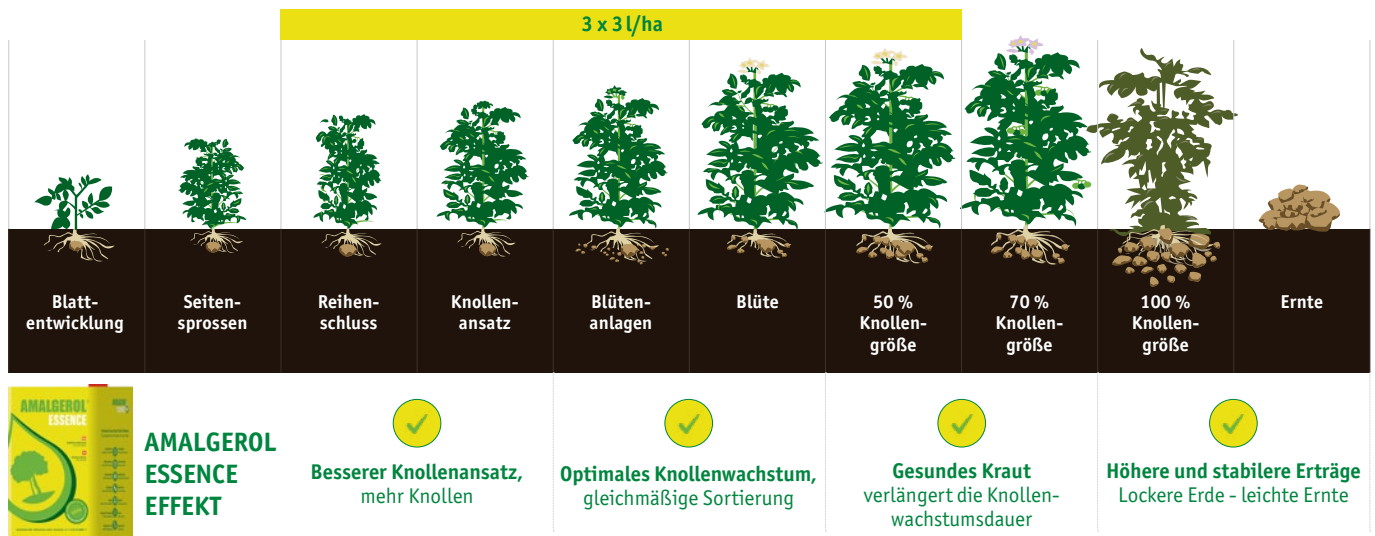 3 x 3 l/ha
Blatt-
entwicklung
Seiten-
sprossen
Reihen-
schluss
Knollen-
ansatz
Blüten-
anlagen
Blüte
50 %
Knollen-
größe
70 %
Knollen-
größe
100 %
Knollen-
größe
Ernte
AMALGEROL
ESSENCE
AMALGEROL
ESSENCE
EFFEKT
Besserer Knollenansatz,
mehr Knollen
Optimales Knollenwachstum,
gleichmäßige Sortierung
Gesundes Kraut
verlängert die Knollen-
wachstumsdauer
Höhere und stabilere Erträge
Lockere Erde - leichte Ernte